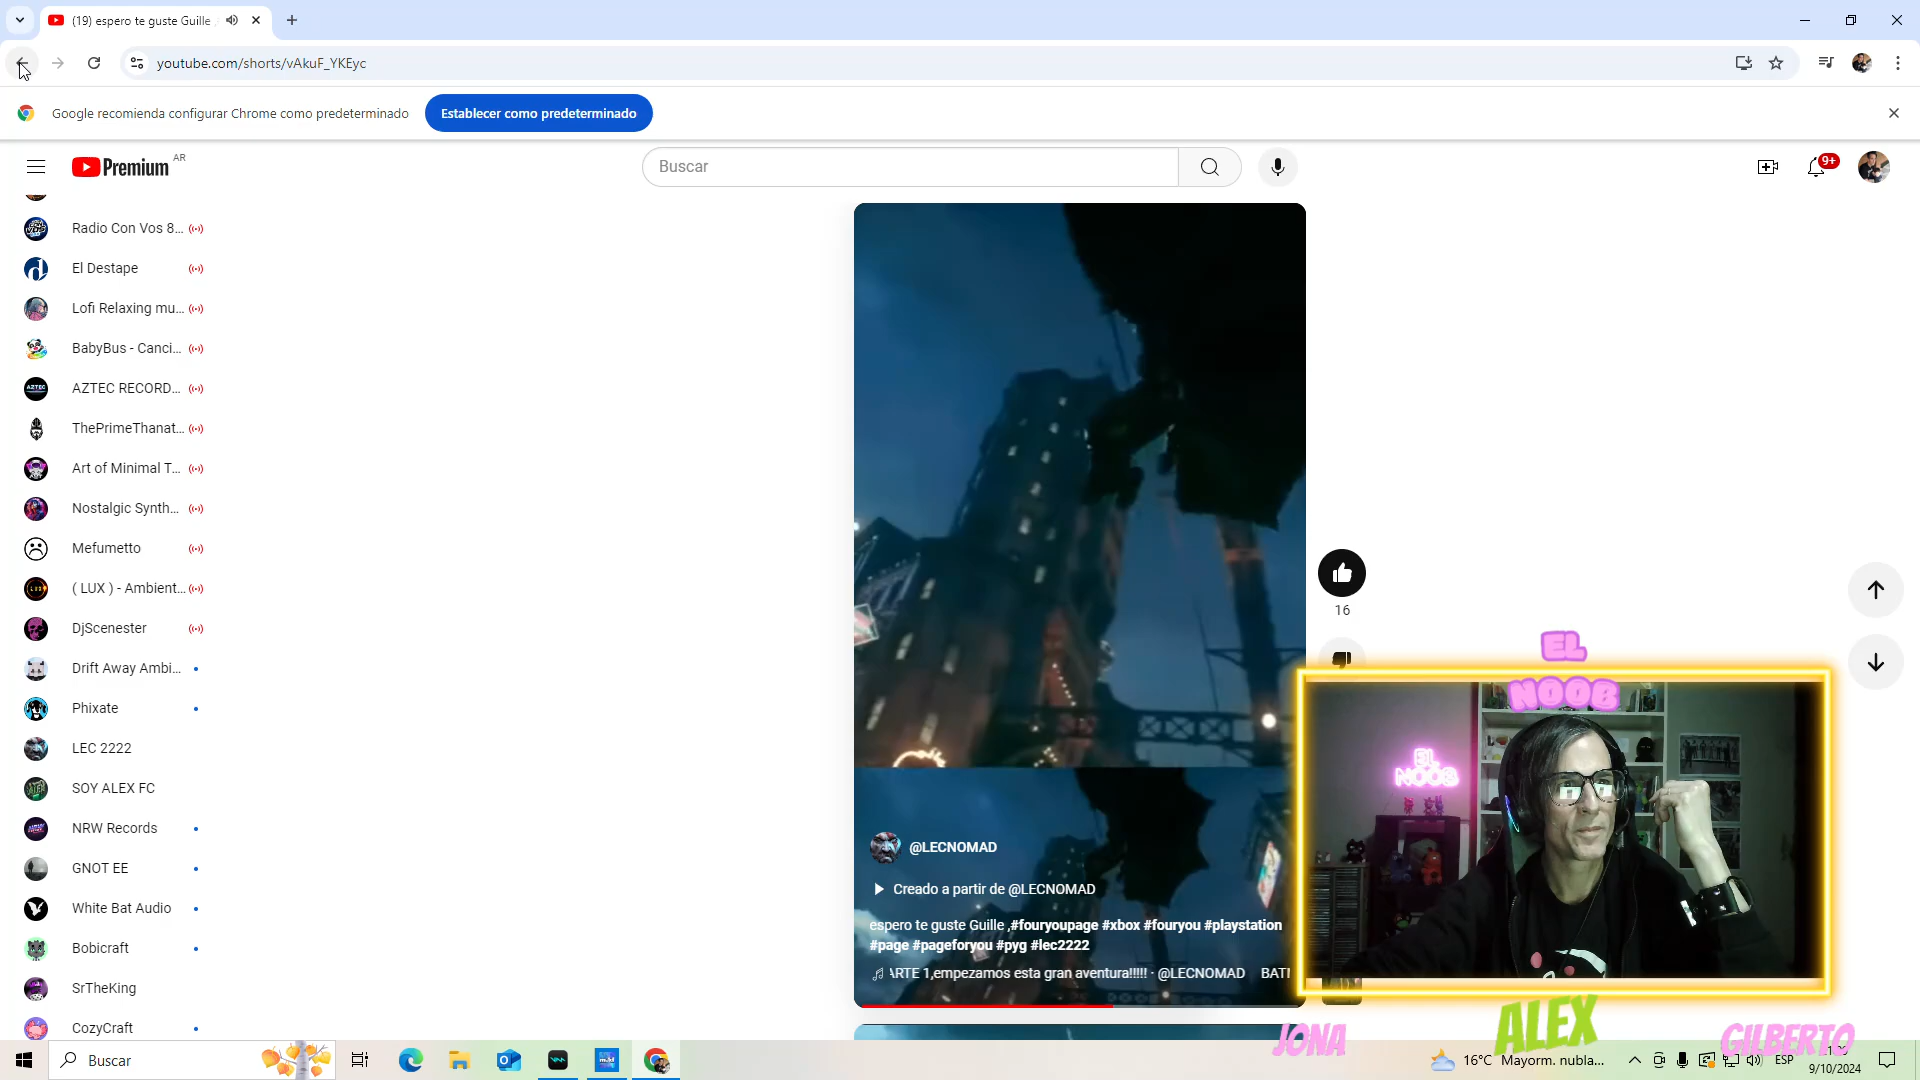 (19) espero te guste Guille
youtube.com/shorts/vAkuF_YKEyc
Google recomienda configurar Chrome como predeterminado
Establecer como predeterminado
Premium AR
Buscar
9+
Radio Con Vos 8...
El Destape
Lofi Relaxing mu...
BabyBus - Canci...
AZTEC RECORD...
ThePrimeThanat...
Art of Minimal T...
Nostalgic Synth...
Mefumetto
( LUX ) - Ambient...
DjScenester
Drift Away Ambi...
Phixate
LEC 2222
SOY ALEX FC
NRW Records
GNOT EE
White Bat Audio
Bobicraft
SrTheKing
CozyCraft
16
@LECNOMAD
Creado a partir de @LECNOMAD
espero te guste Guille ,#fouryoupage #xbox #fouryou #playstation
#page #pageforyou #pyg #lec2222
ARTE 1,empezamos esta gran aventura!!!!! · @LECNOMAD BATI
EL
NOOB
EL
NOOB
JONA
ALEX
GILBERTO
Buscar
16°C Mayorm. nubla...
ESP
9/10/2024